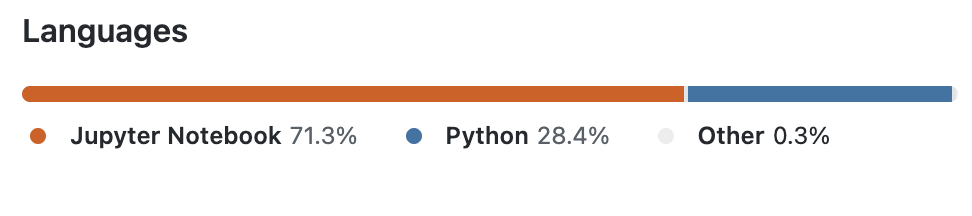 Languages
Jupyter Notebook 71.3% Python 28.4% Other 0.3%